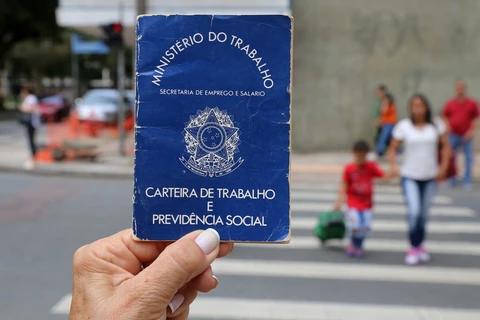 MINISTÉRIO DO TRABALHO
SECRETARIA DE EMPREGO E SALÁRIO
CARTEIRA DE TRABALHO
E
PREVIDÊNCIA SOCIAL